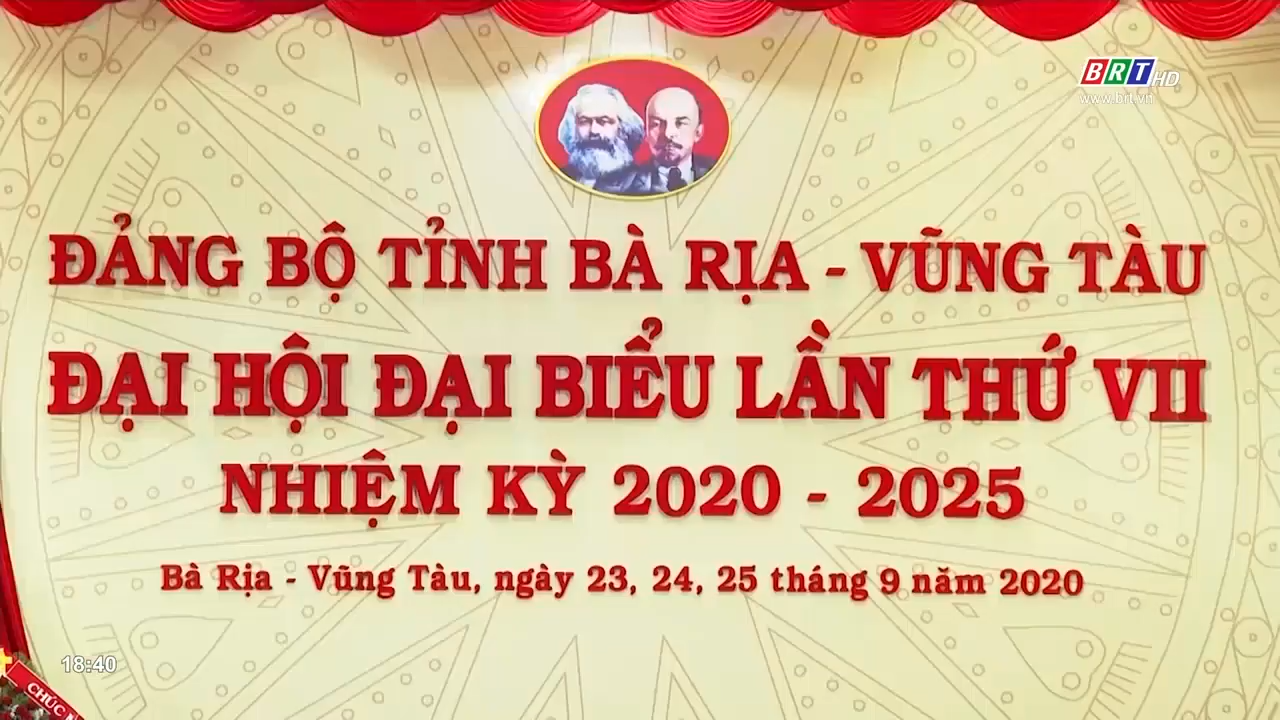 BRT HD
www.brt.vn
ĐẢNG BỘ TỈNH BÀ RỊA - VŨNG TÀU
ĐẠI HỘI ĐẠI BIỂU LẦN THỨ VII
NHIỆM KỲ 2020 - 2025
Bà Rịa - Vũng Tàu, ngày 23, 24, 25 tháng 9 năm 2020
18:40
CHÚC